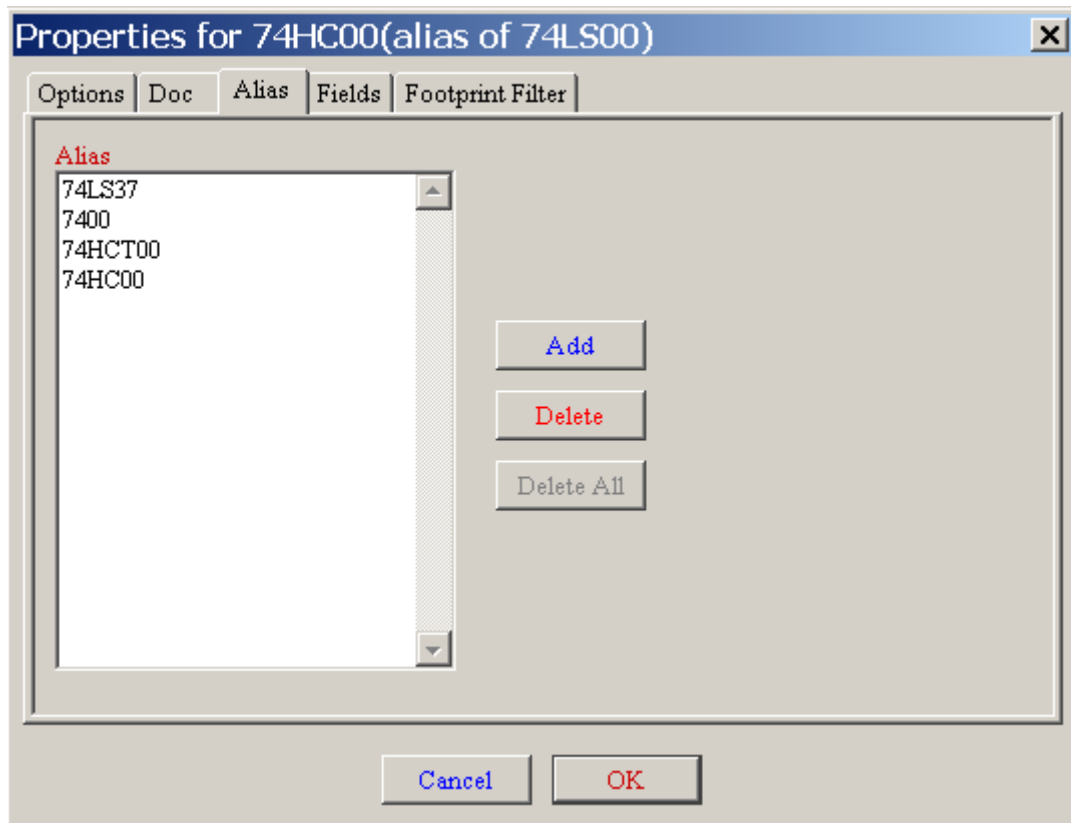 Properties for 74HC00(alias of 74LS00)
Options Doc Alias Fields Footprint Filter
Alias
74LS37
7400
74HCT00
74HC00
Add
Delete
Delete All
Cancel OK